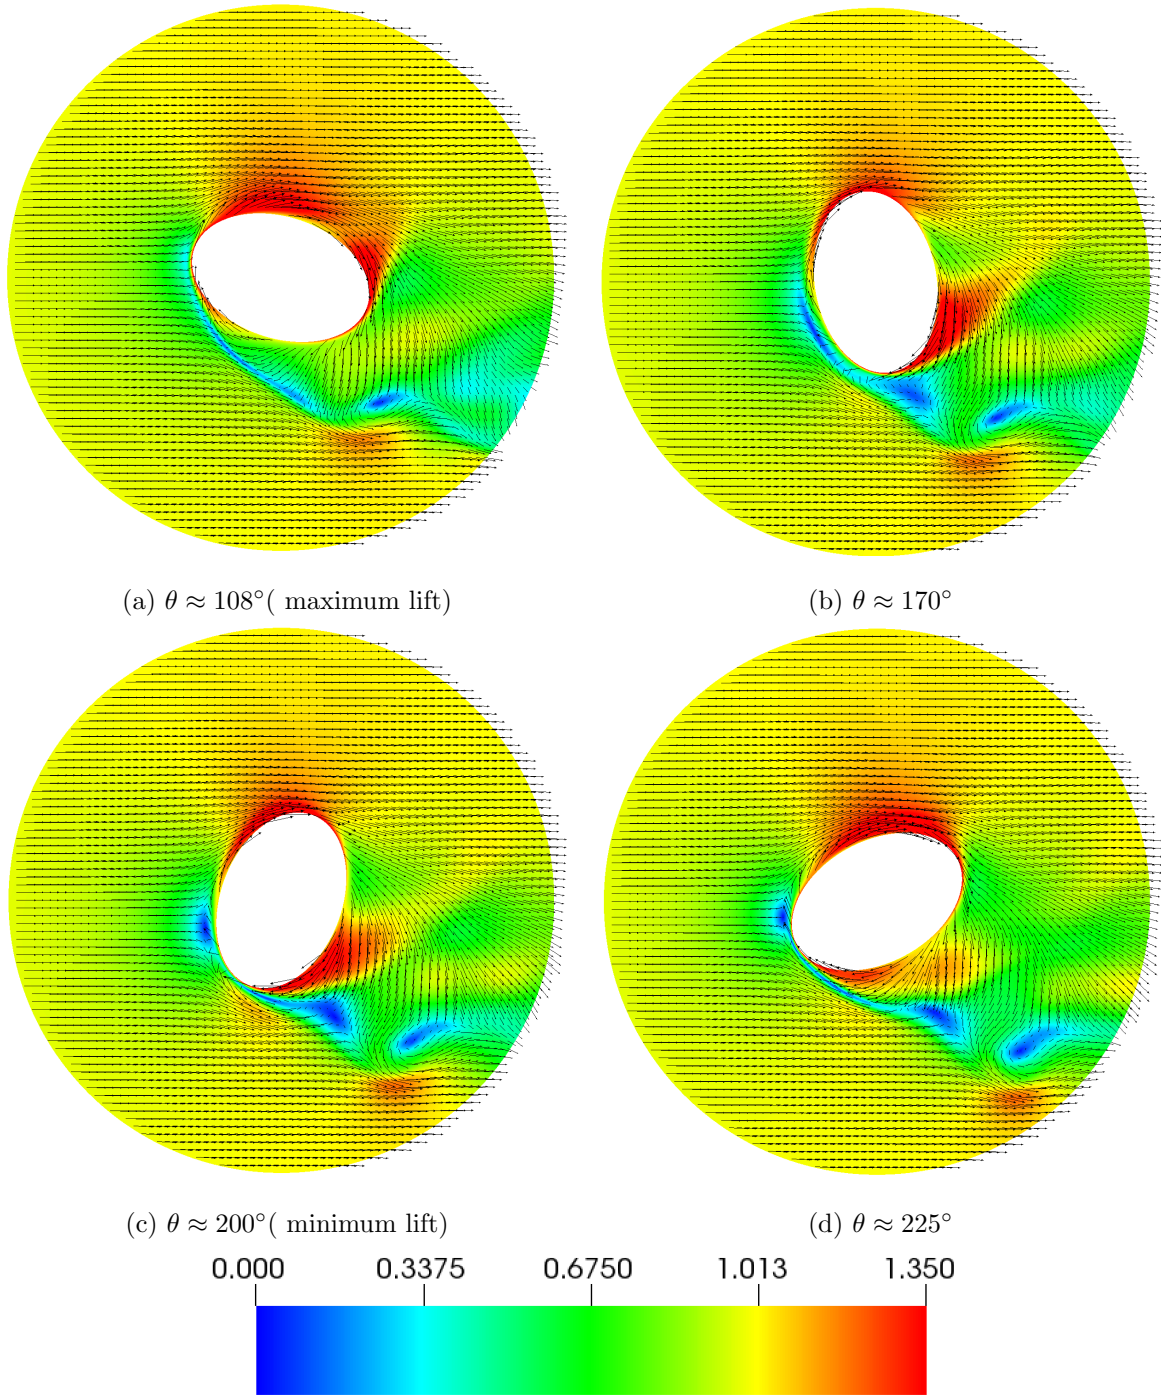 (a) θ ≈ 108°( maximum lift)
(b) θ ≈ 170°
(c) θ ≈ 200°( minimum lift)
(d) θ ≈ 225°
0.000 0.3375 0.6750 1.013 1.350